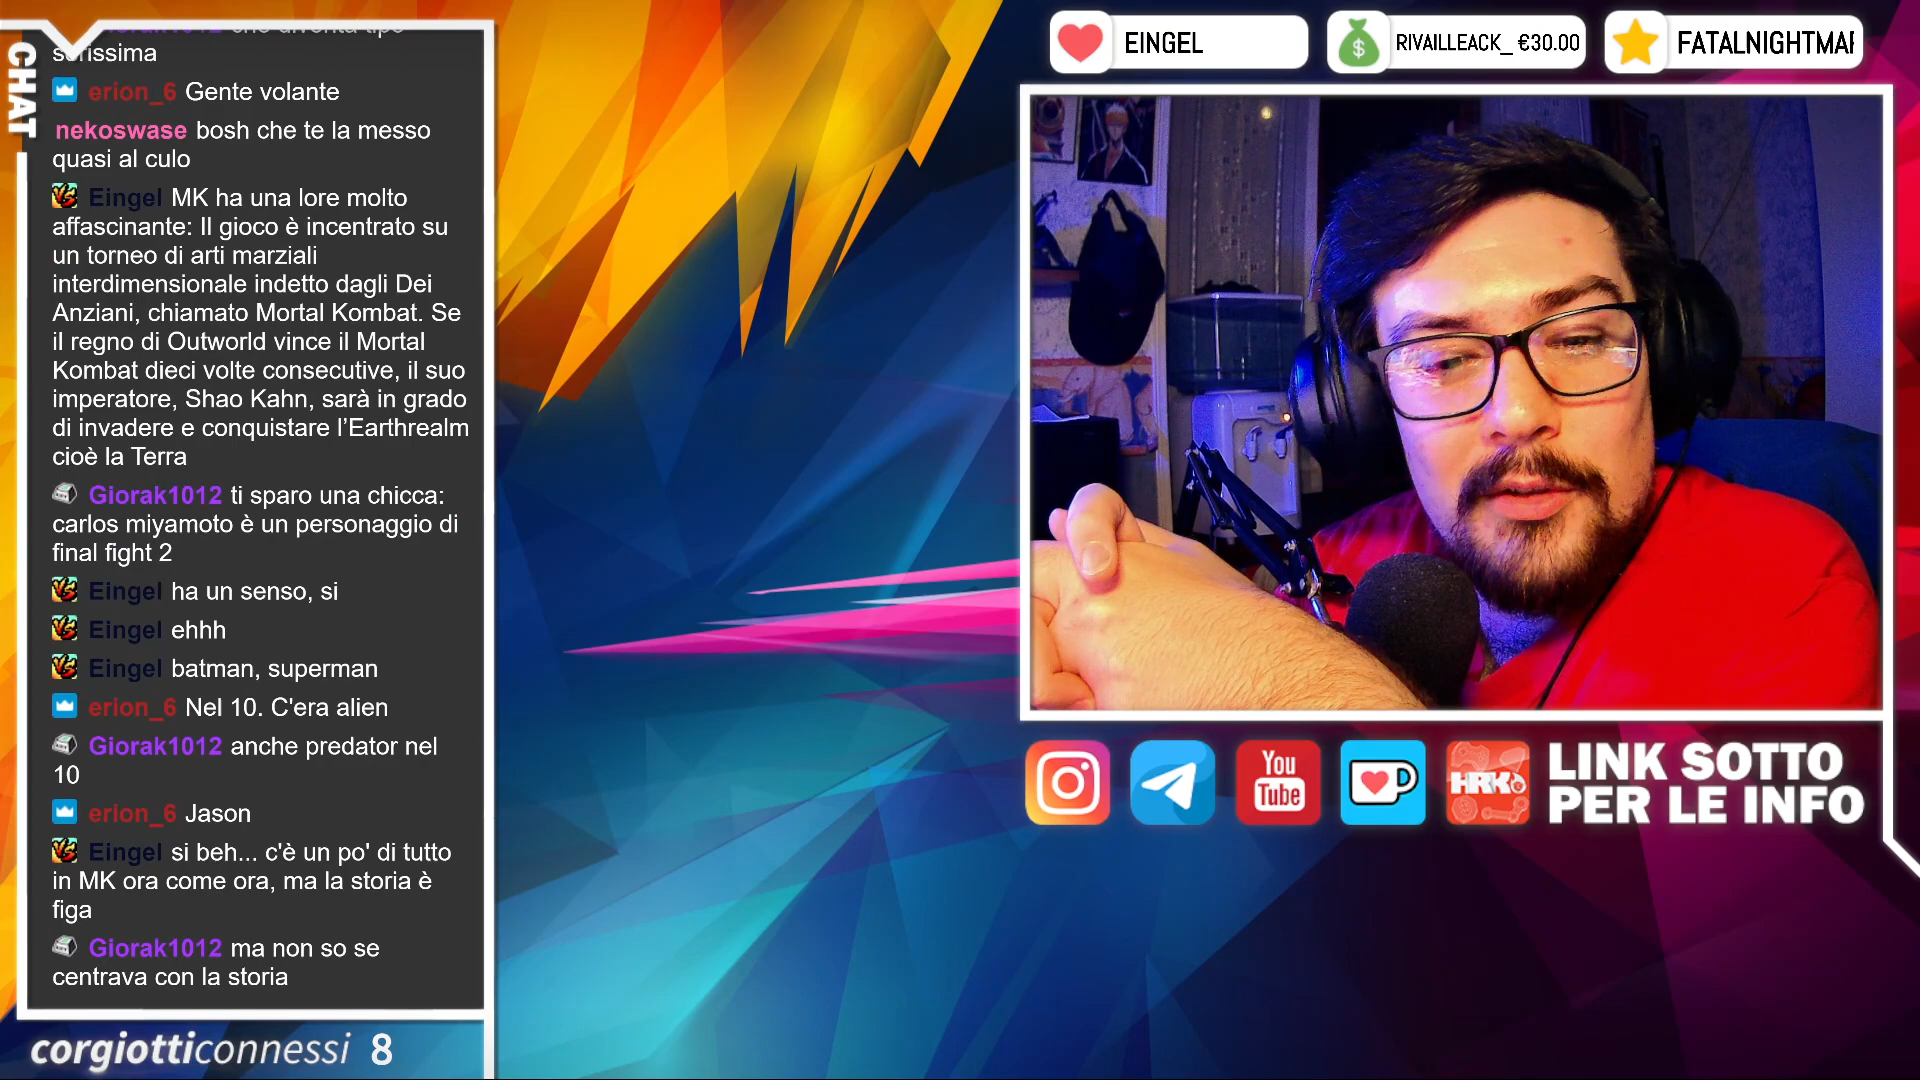 serissima
erion_6 Gente volante
nekoswase bosh che te la messo
quasi al culo
Eingel MK ha una lore molto
affascinante: Il gioco è incentrato su
un torneo di arti marziali
interdimensionale indetto dagli Dei
Anziani, chiamato Mortal Kombat. Se
il regno di Outworld vince il Mortal
Kombat dieci volte consecutive, il suo
imperatore, Shao Kahn, sarà in grado
di invadere e conquistare l'Earthrealm
cioè la Terra
Giorak1012 ti sparo una chicca:
carlos miyamoto è un personaggio di
final fight 2
Eingel ha un senso, si
Eingel ehhh
Eingel batman, superman
erion_6 Nel 10. C'era alien
Giorak1012 anche predator nel
10
erion_6 Jason
Eingel si beh... c'è un po' di tutto
in MK ora come ora, ma la storia è
figa
Giorak1012 ma non so se
centrava con la storia
CHAT
corgiotticonnessi 8
EINGEL
RIVAILLEACK_ €30.00
FATALNIGHTMAR
You
Tube
HRK
LINK SOTTO
PER LE INFO